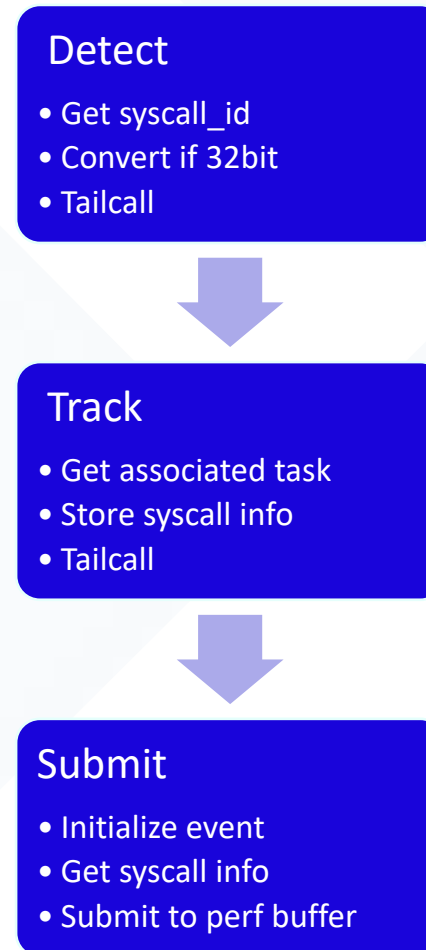 Detect
• Get syscall_id
• Convert if 32bit
• Tailcall
Track
• Get associated task
• Store syscall info
• Tailcall
Submit
• Initialize event
• Get syscall info
• Submit to perf buffer